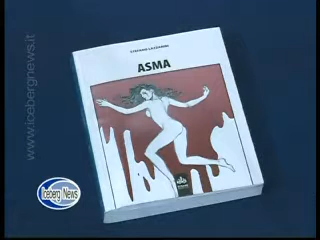 www.icebergnews.it
STEFANO LAZZARINI
ASMA
Iceberg News